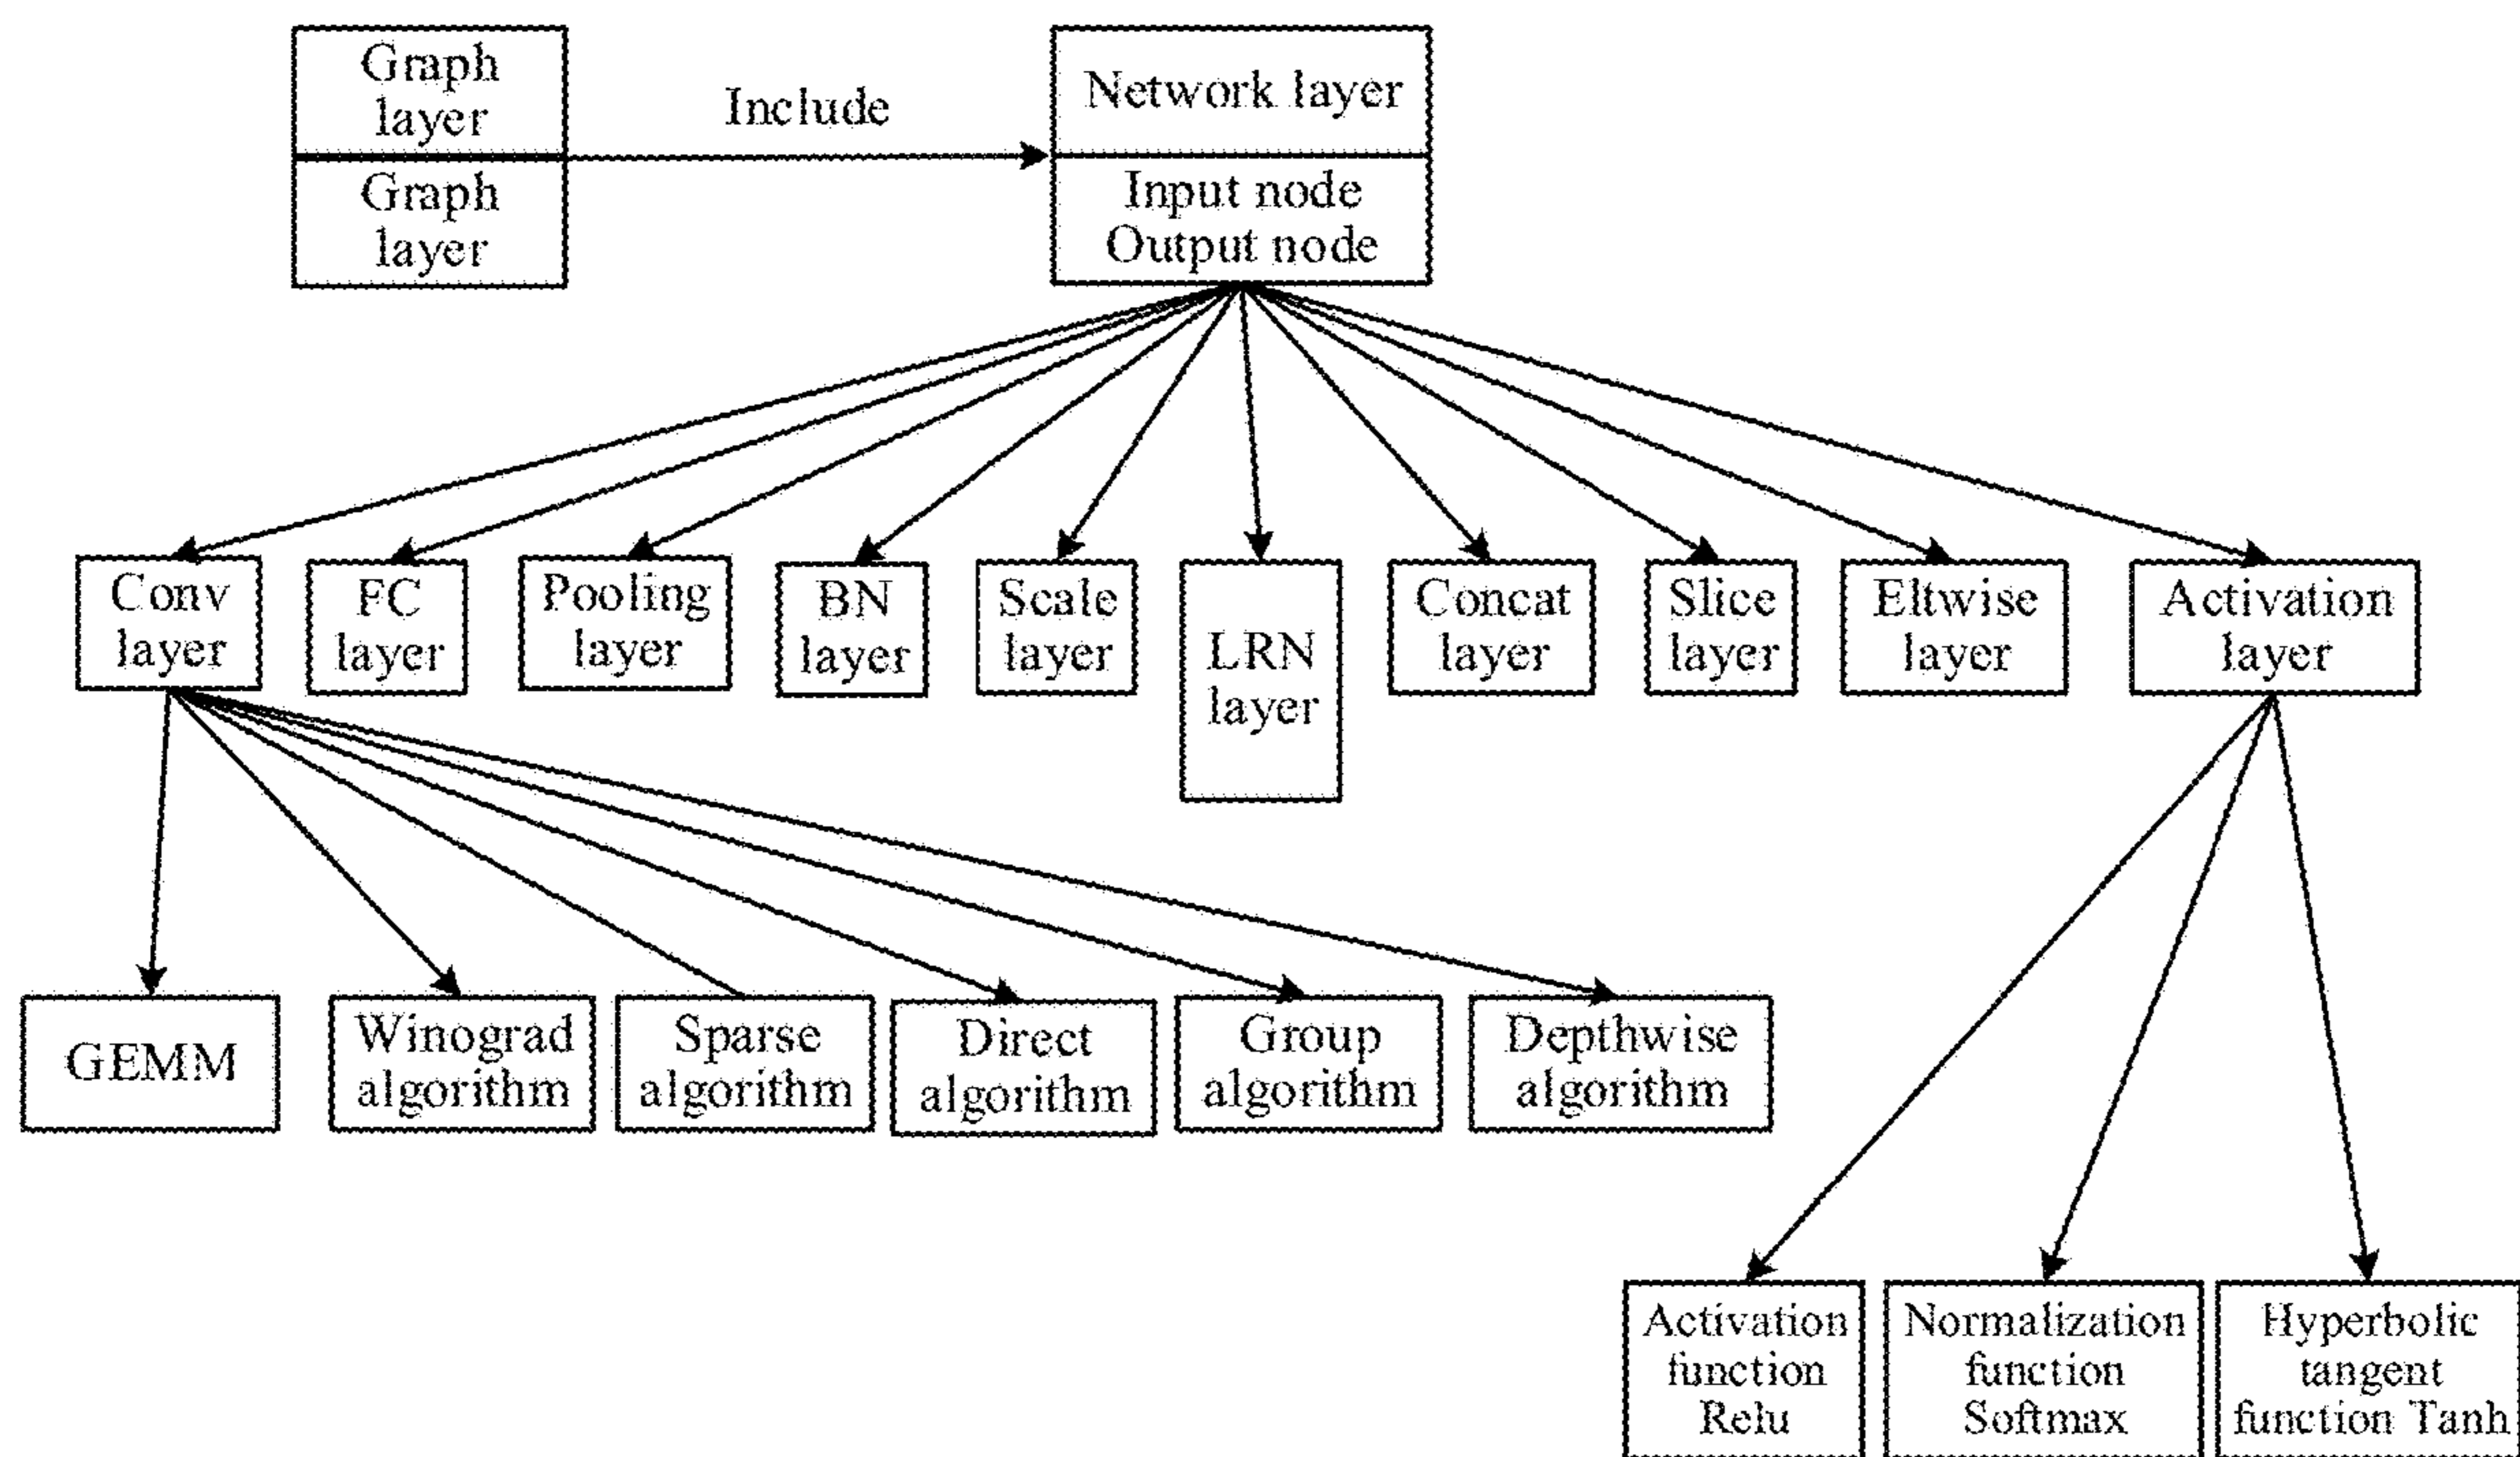 Graph
layer
Include
Network layer
Graph
layer
Input node
Output node
Conv
layer
FC
layer
Pooling
layer
BN
layer
Scale
layer
LRN
layer
Concat
layer
Slice
layer
Eltwise
layer
Activation
layer
GEMM
Winograd
algorithm
Sparse
algorithm
Direct
algorithm
Group
algorithm
Depthwise
algorithm
Activation
function
Relu
Normalization
function
Softmax
Hyperbolic
tangent
function Tanh